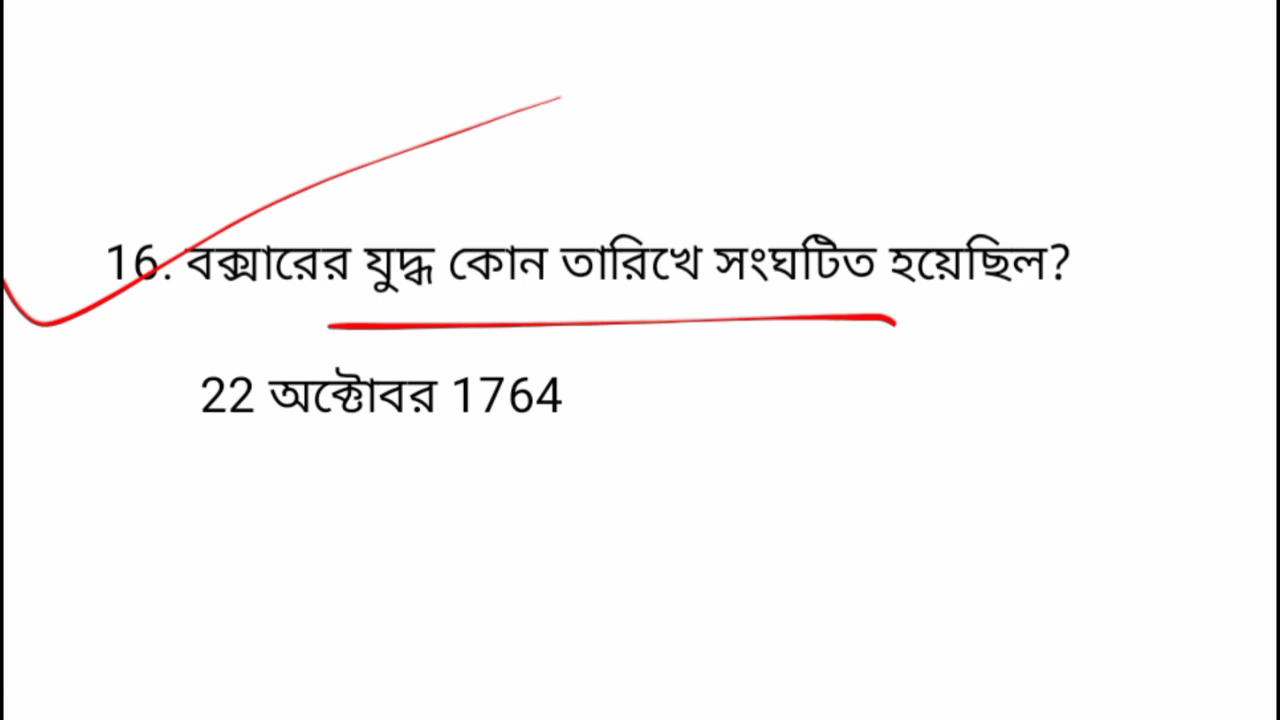 16. বক্সারের যুদ্ধ কোন তারিখে সংঘটিত হয়েছিল?
22 অক্টোবর 1764